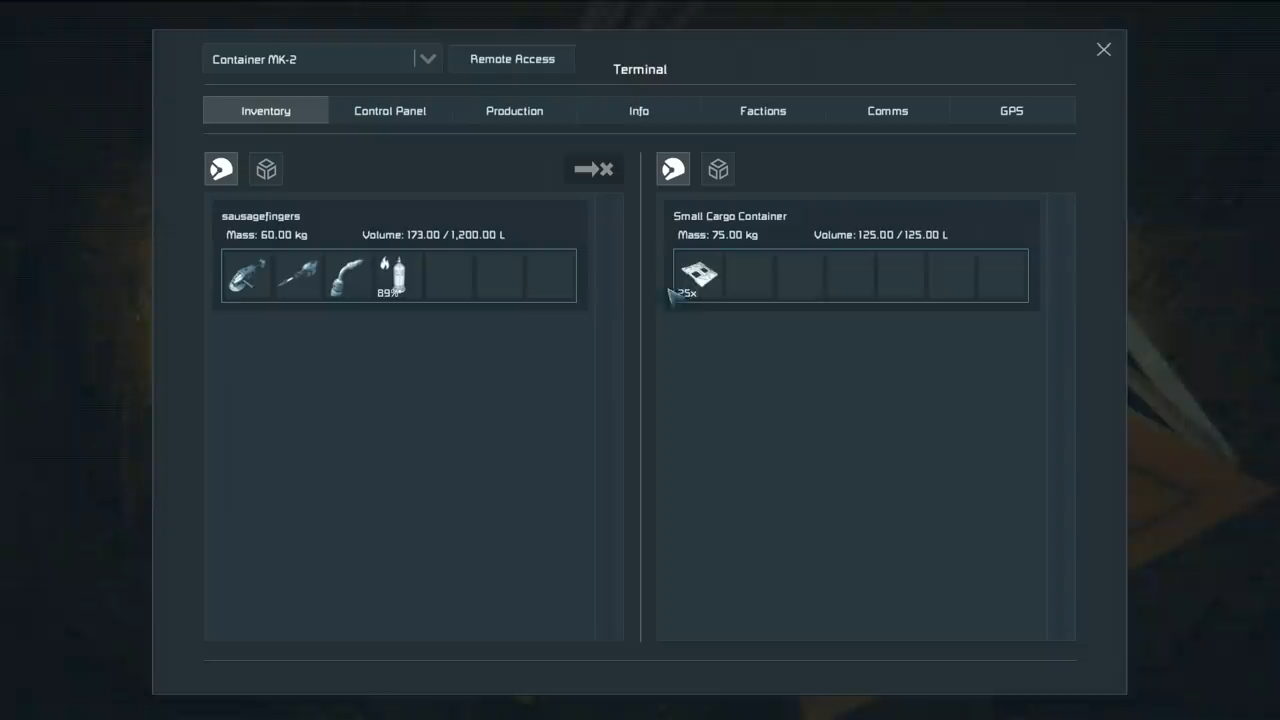 Container MK-2
Remote Access
Terminal
Inventory
Control Panel
Production
Info
Factions
Comms
GPS
sausagefingers
Mass: 60.00 kg
Volume: 173.00 / 1,200.00 L
89%
Small Cargo Container
Mass: 75.00 kg
Volume: 125.00 / 125.00 L
25x